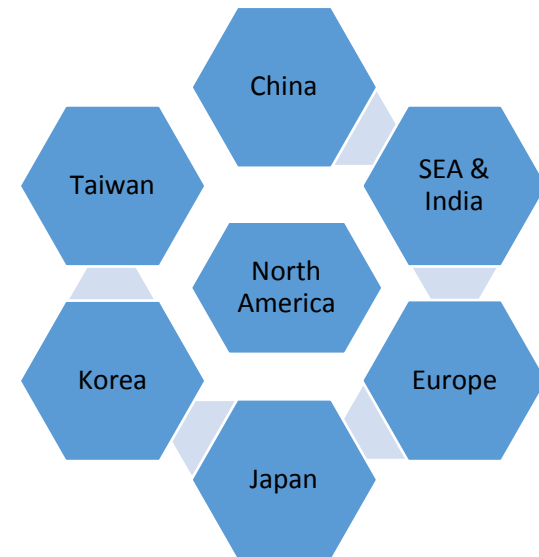 China
Taiwan
SEA &
India
North
America
Korea
Europe
Japan